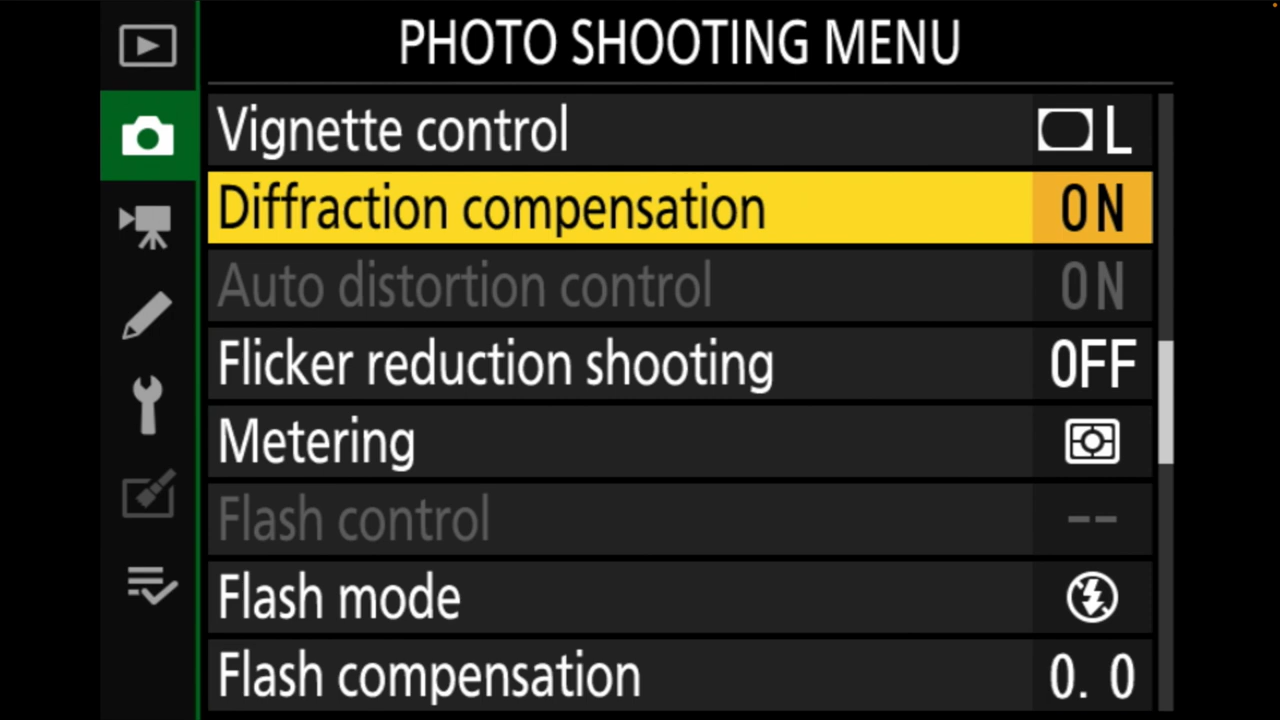 PHOTO SHOOTING MENU
Vignette control L
Diffraction compensation ON
Auto distortion control ON
Flicker reduction shooting OFF
Metering
Flash control --
Flash mode
Flash compensation 0. 0